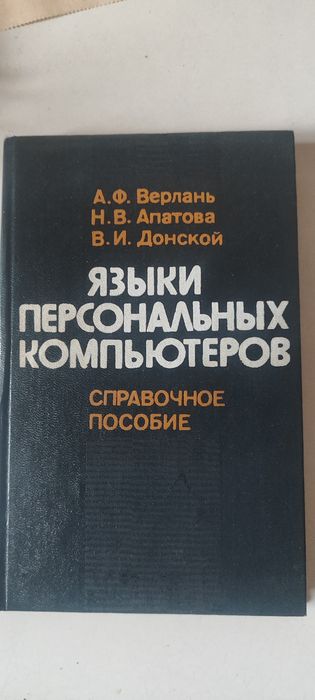 А.Ф. Верлань
Н.В. Апатова
В.И. Донской
ЯЗЫКИ
ПЕРСОНАЛЬНЫХ
КОМПЬЮТЕРОВ
СПРАВОЧНОЕ
ПОСОБИЕ